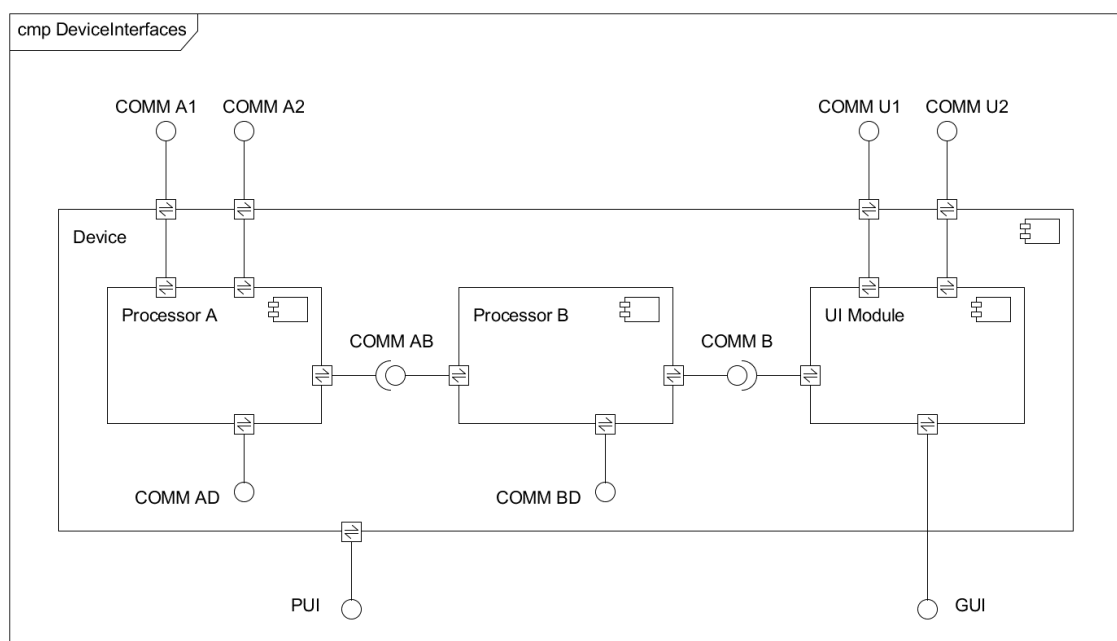 cmp DeviceInterfaces
COMM A1
COMM A2
COMM U1
COMM U2
Device
Processor A
Processor B
UI Module
COMM AB
COMM B
COMM AD
COMM BD
PUI
GUI